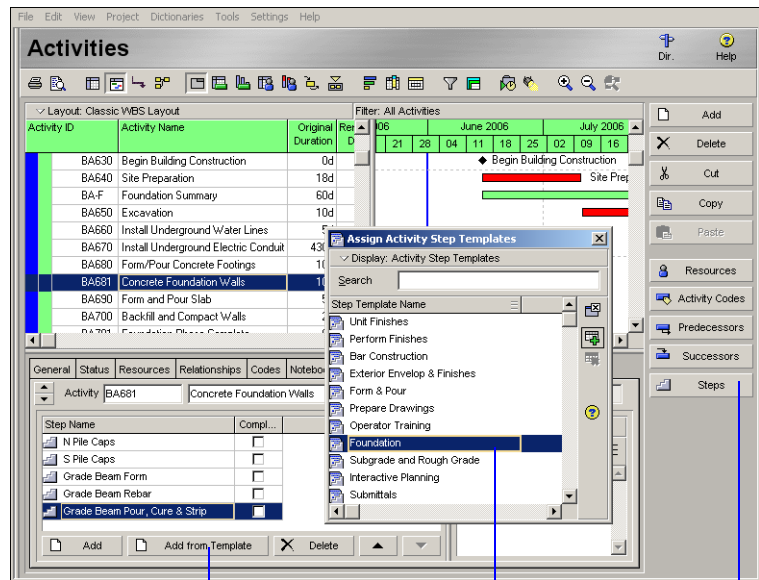 File Edit View Project Dictionaries Tools Settings Help
Activities
Dir. Help
Layout: Classic WBS Layout Filter: All Activities
Activity ID Activity Name Original Duration
06 June 2006 July 2006
21 28 04 11 18 25 02 09 16
BA630 Begin Building Construction 0d Begin Building Construction
BA640 Site Preparation 18d Site Prep
BA-F Foundation Summary 60d
BA650 Excavation 10d
BA660 Install Underground Water Lines
BA670 Install Underground Electric Conduit
BA680 Form/Pour Concrete Footings
BA681 Concrete Foundation Walls
BA690 Form and Pour Slab
BA700 Backfill and Compact Walls
Add
Delete
Cut
Copy
Paste
Resources
Activity Codes
Predecessors
Successors
Steps
Assign Activity Step Templates
Display: Activity Step Templates
Search
Step Template Name
Unit Finishes
Perform Finishes
Bar Construction
Exterior Envelop & Finishes
Form & Pour
Prepare Drawings
Operator Training
Foundation
Subgrade and Rough Grade
Interactive Planning
Submittals
General Status Resources Relationships Codes
Activity BA681 Concrete Foundation Walls
Step Name Compl...
N Pile Caps
S Pile Caps
Grade Beam Form
Grade Beam Rebar
Grade Beam Pour, Cure & Strip
Add Add from Template Delete